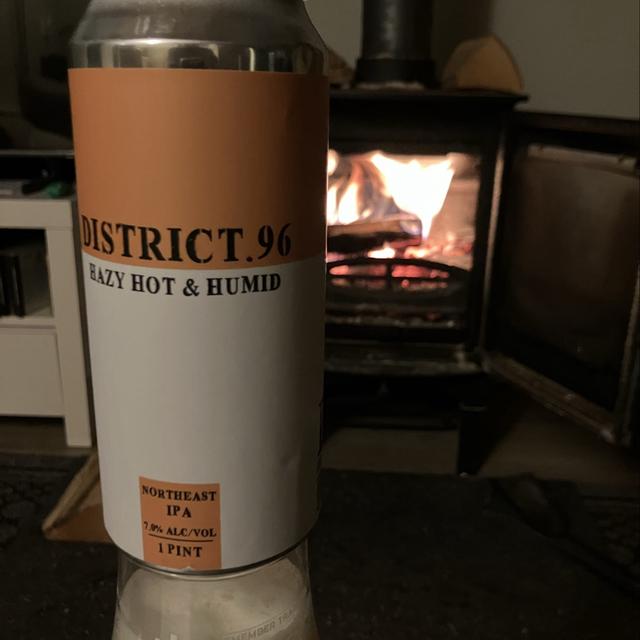 DISTRICT.96
HAZY HOT & HUMID
NORTHEAST
IPA
7.0% ALC/VOL
1 PINT